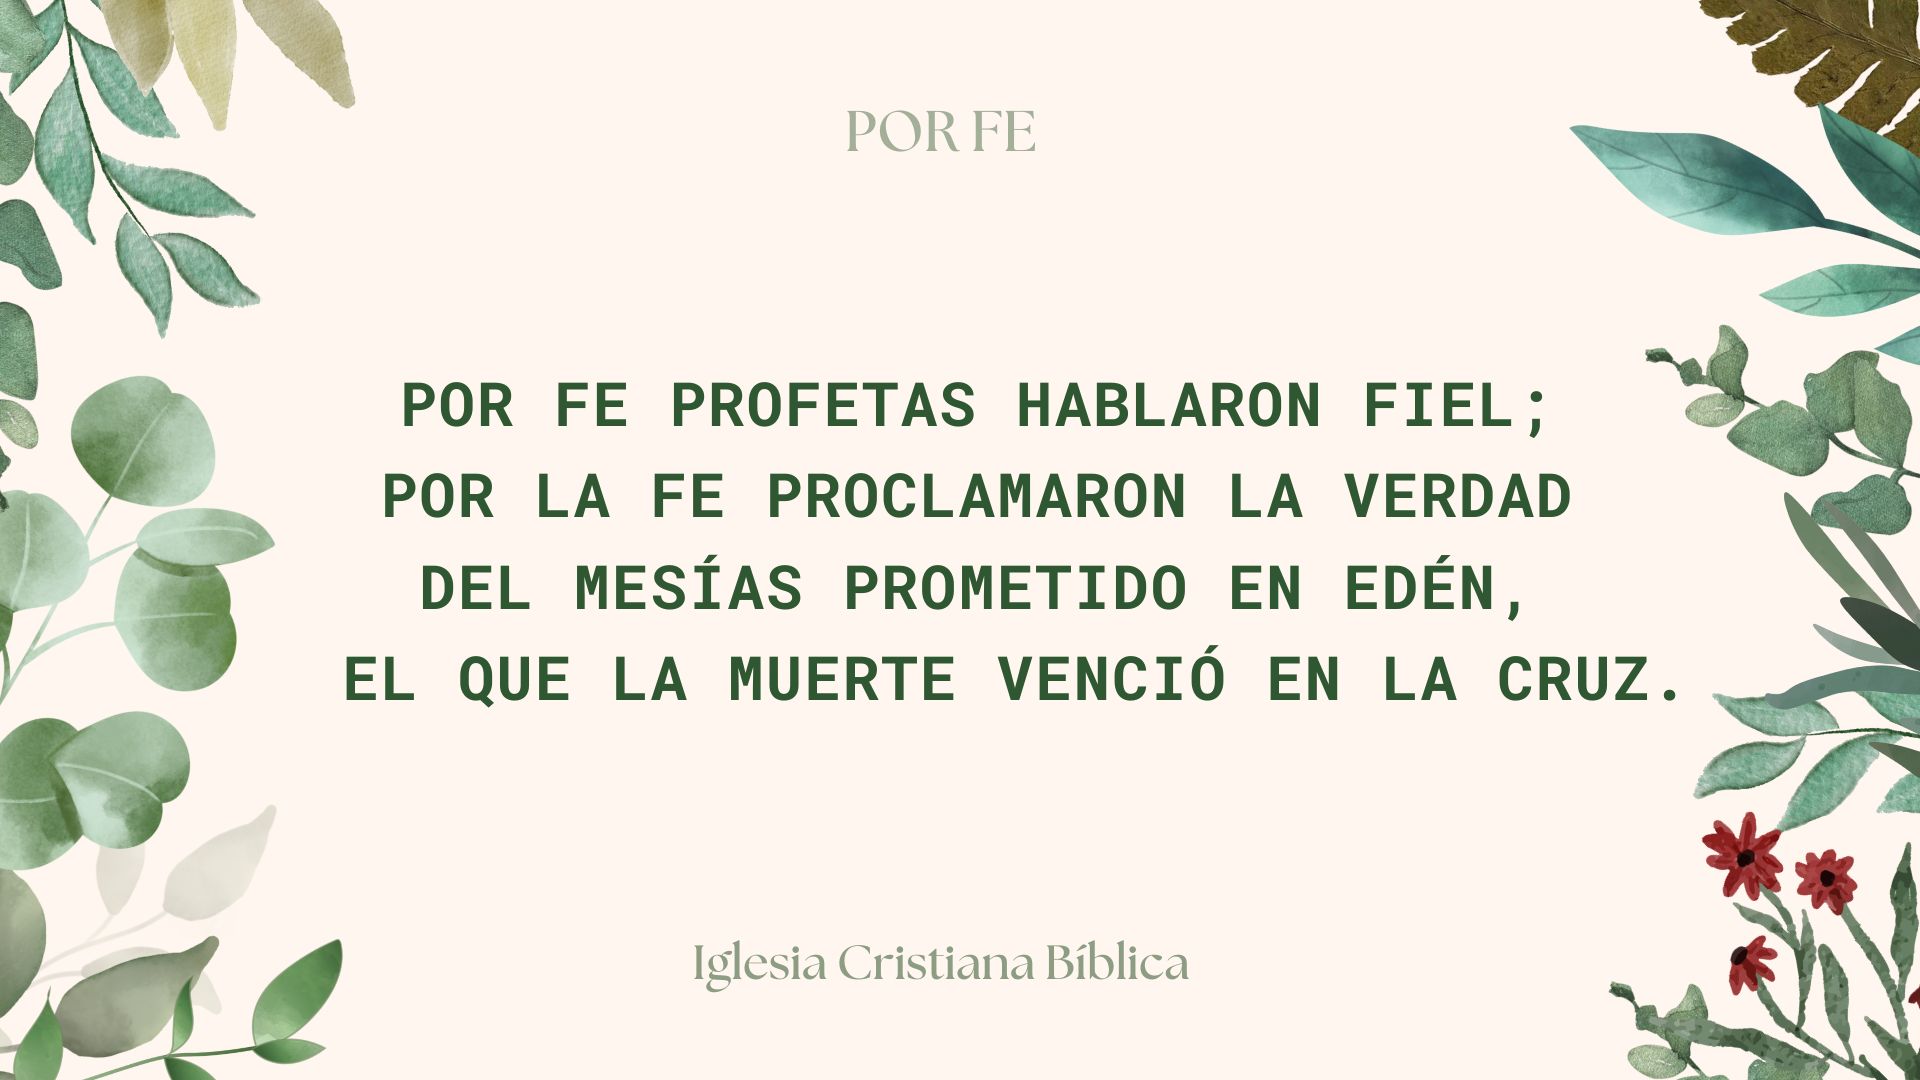 POR FE
POR FE PROFETAS HABLARON FIEL;
POR LA FE PROCLAMARON LA VERDAD
DEL MESÍAS PROMETIDO EN EDÉN,
EL QUE LA MUERTE VENCIÓ EN LA CRUZ.
Iglesia Cristiana Bíblica